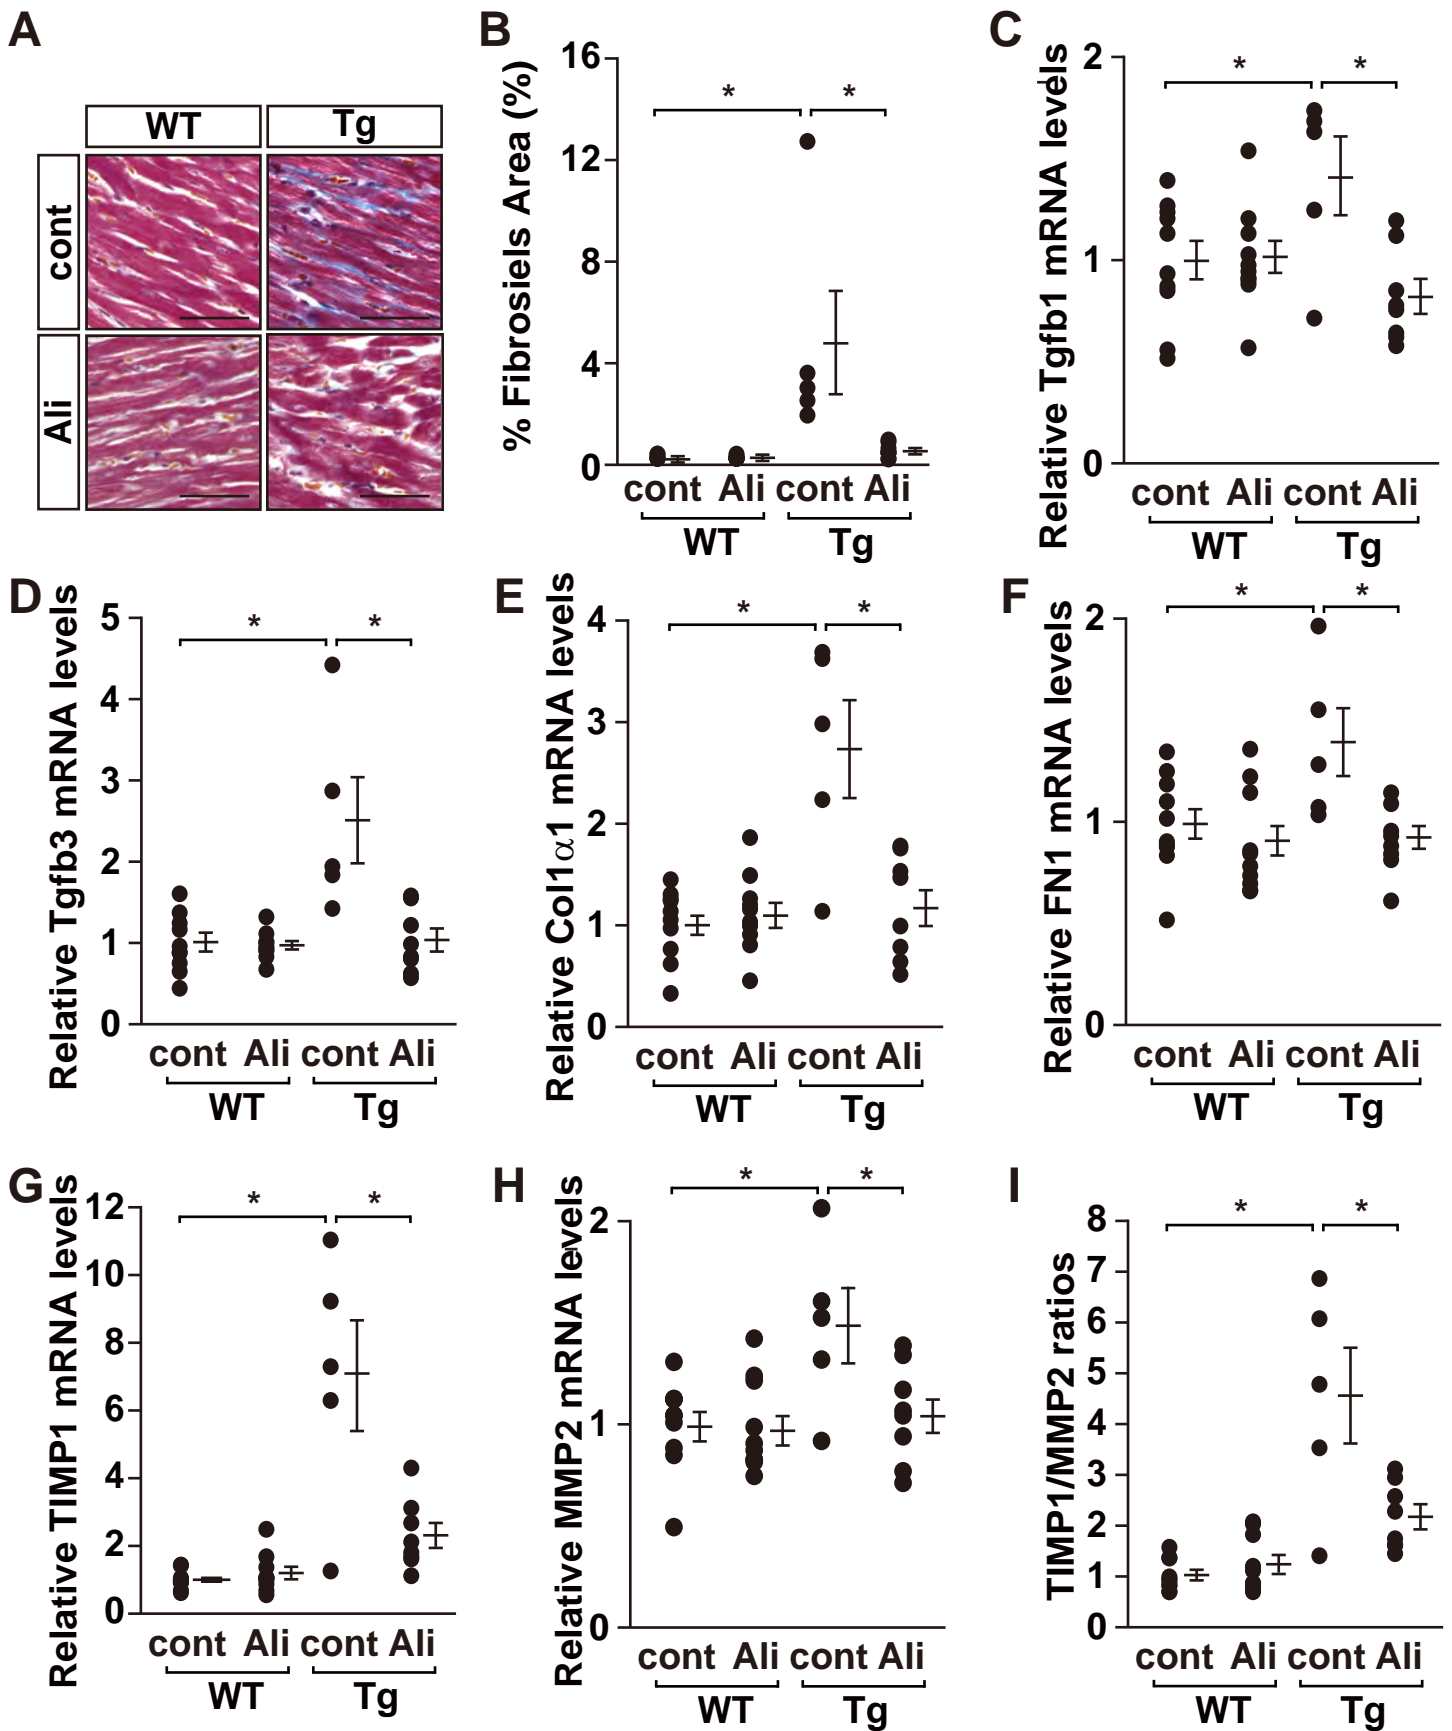 A
WT
Tg
cont
Ali
B
% Fibrosiels Area (%)
16
12
8
4
0
*
*
cont Ali cont Ali
WT
Tg
C
Relative Tgfb1 mRNA levels
2
1
0
*
*
cont Ali cont Ali
WT
Tg
D
Relative Tgfb3 mRNA levels
5
4
3
2
1
0
*
*
cont Ali cont Ali
WT
Tg
E
Relative Col1α1 mRNA levels
4
3
2
1
0
*
*
cont Ali cont Ali
WT
Tg
F
Relative FN1 mRNA levels
2
1
0
*
*
cont Ali cont Ali
WT
Tg
G
Relative TIMP1 mRNA levels
12
10
8
6
4
2
0
*
*
cont Ali cont Ali
WT
Tg
H
Relative MMP2 mRNA levels
2
1
0
*
*
cont Ali cont Ali
WT
Tg
I
TIMP1/MMP2 ratios
8
7
6
5
4
3
2
1
0
*
*
cont Ali cont Ali
WT
Tg